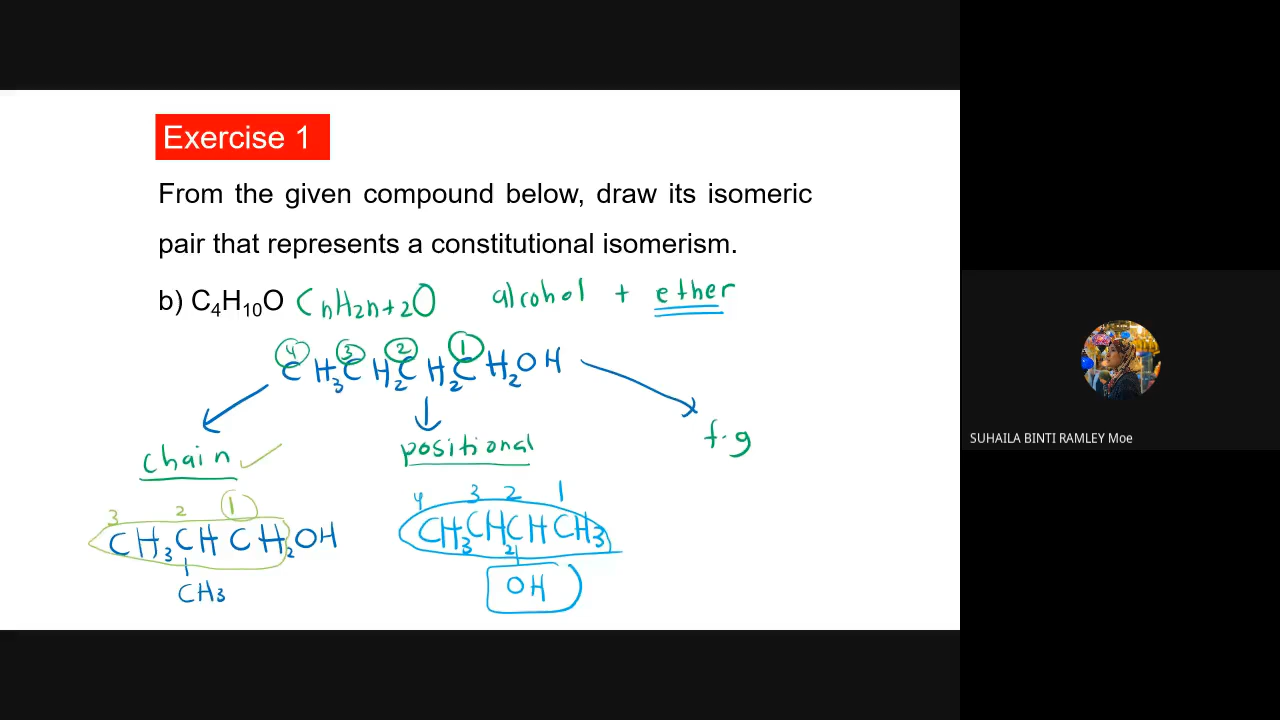 Exercise 1
From the given compound below, draw its isomeric
pair that represents a constitutional isomerism.
b) C₄H₁₀O CnH₂n+₂O alcohol + ether
4 3 2 1
CH₃CH₂CH₂CH₂OH
chain
positional
f.g
3 2 1
CH₃CHCH₂OH
CH₃
4 3 2 1
CH₃CH₂CHCH₃
OH
SUHAILA BINTI RAMLEY Moe